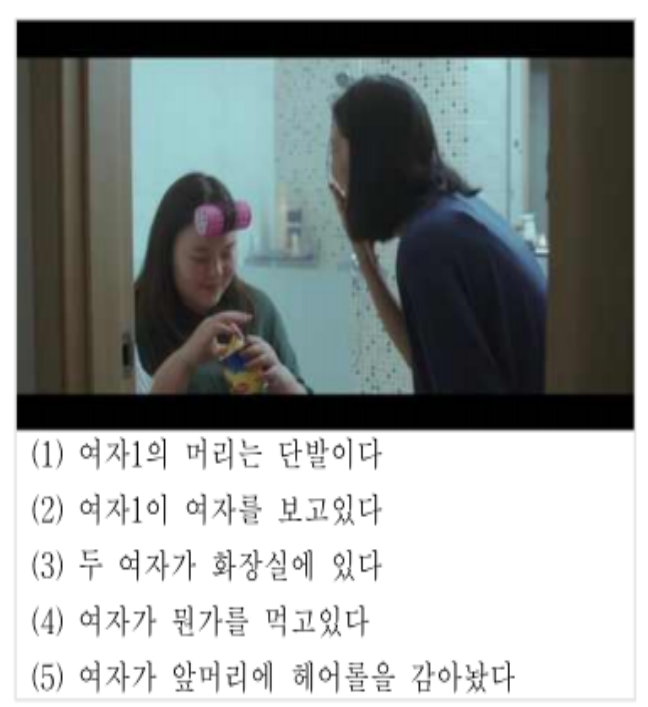 (1) 여자1의 머리는 단발이다
(2) 여자1이 여자를 보고있다
(3) 두 여자가 화장실에 있다
(4) 여자가 뭔가를 먹고있다
(5) 여자가 앞머리에 헤어롤을 감아놨다